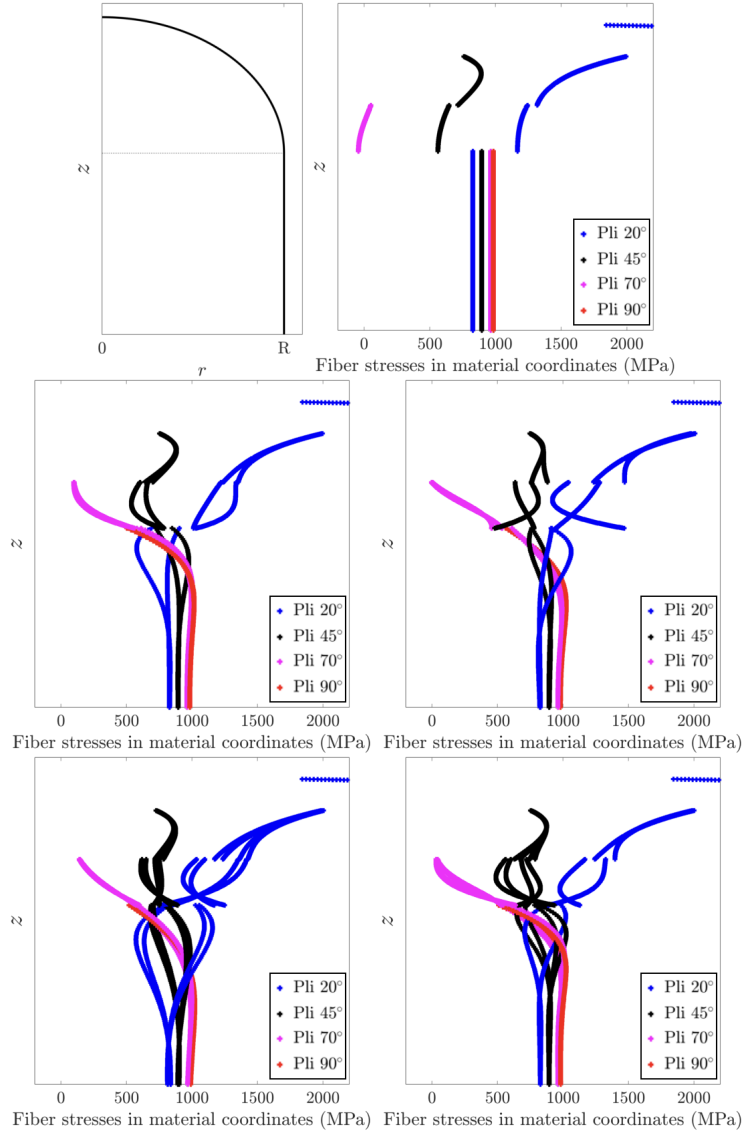 z
0
R
r
z
Pli 20°
Pli 45°
Pli 70°
Pli 90°
0 500 1000 1500 2000
Fiber stresses in material coordinates (MPa)
z
Pli 20°
Pli 45°
Pli 70°
Pli 90°
0 500 1000 1500 2000
Fiber stresses in material coordinates (MPa)
z
Pli 20°
Pli 45°
Pli 70°
Pli 90°
0 500 1000 1500 2000
Fiber stresses in material coordinates (MPa)
z
Pli 20°
Pli 45°
Pli 70°
Pli 90°
0 500 1000 1500 2000
Fiber stresses in material coordinates (MPa)
z
Pli 20°
Pli 45°
Pli 70°
Pli 90°
0 500 1000 1500 2000
Fiber stresses in material coordinates (MPa)